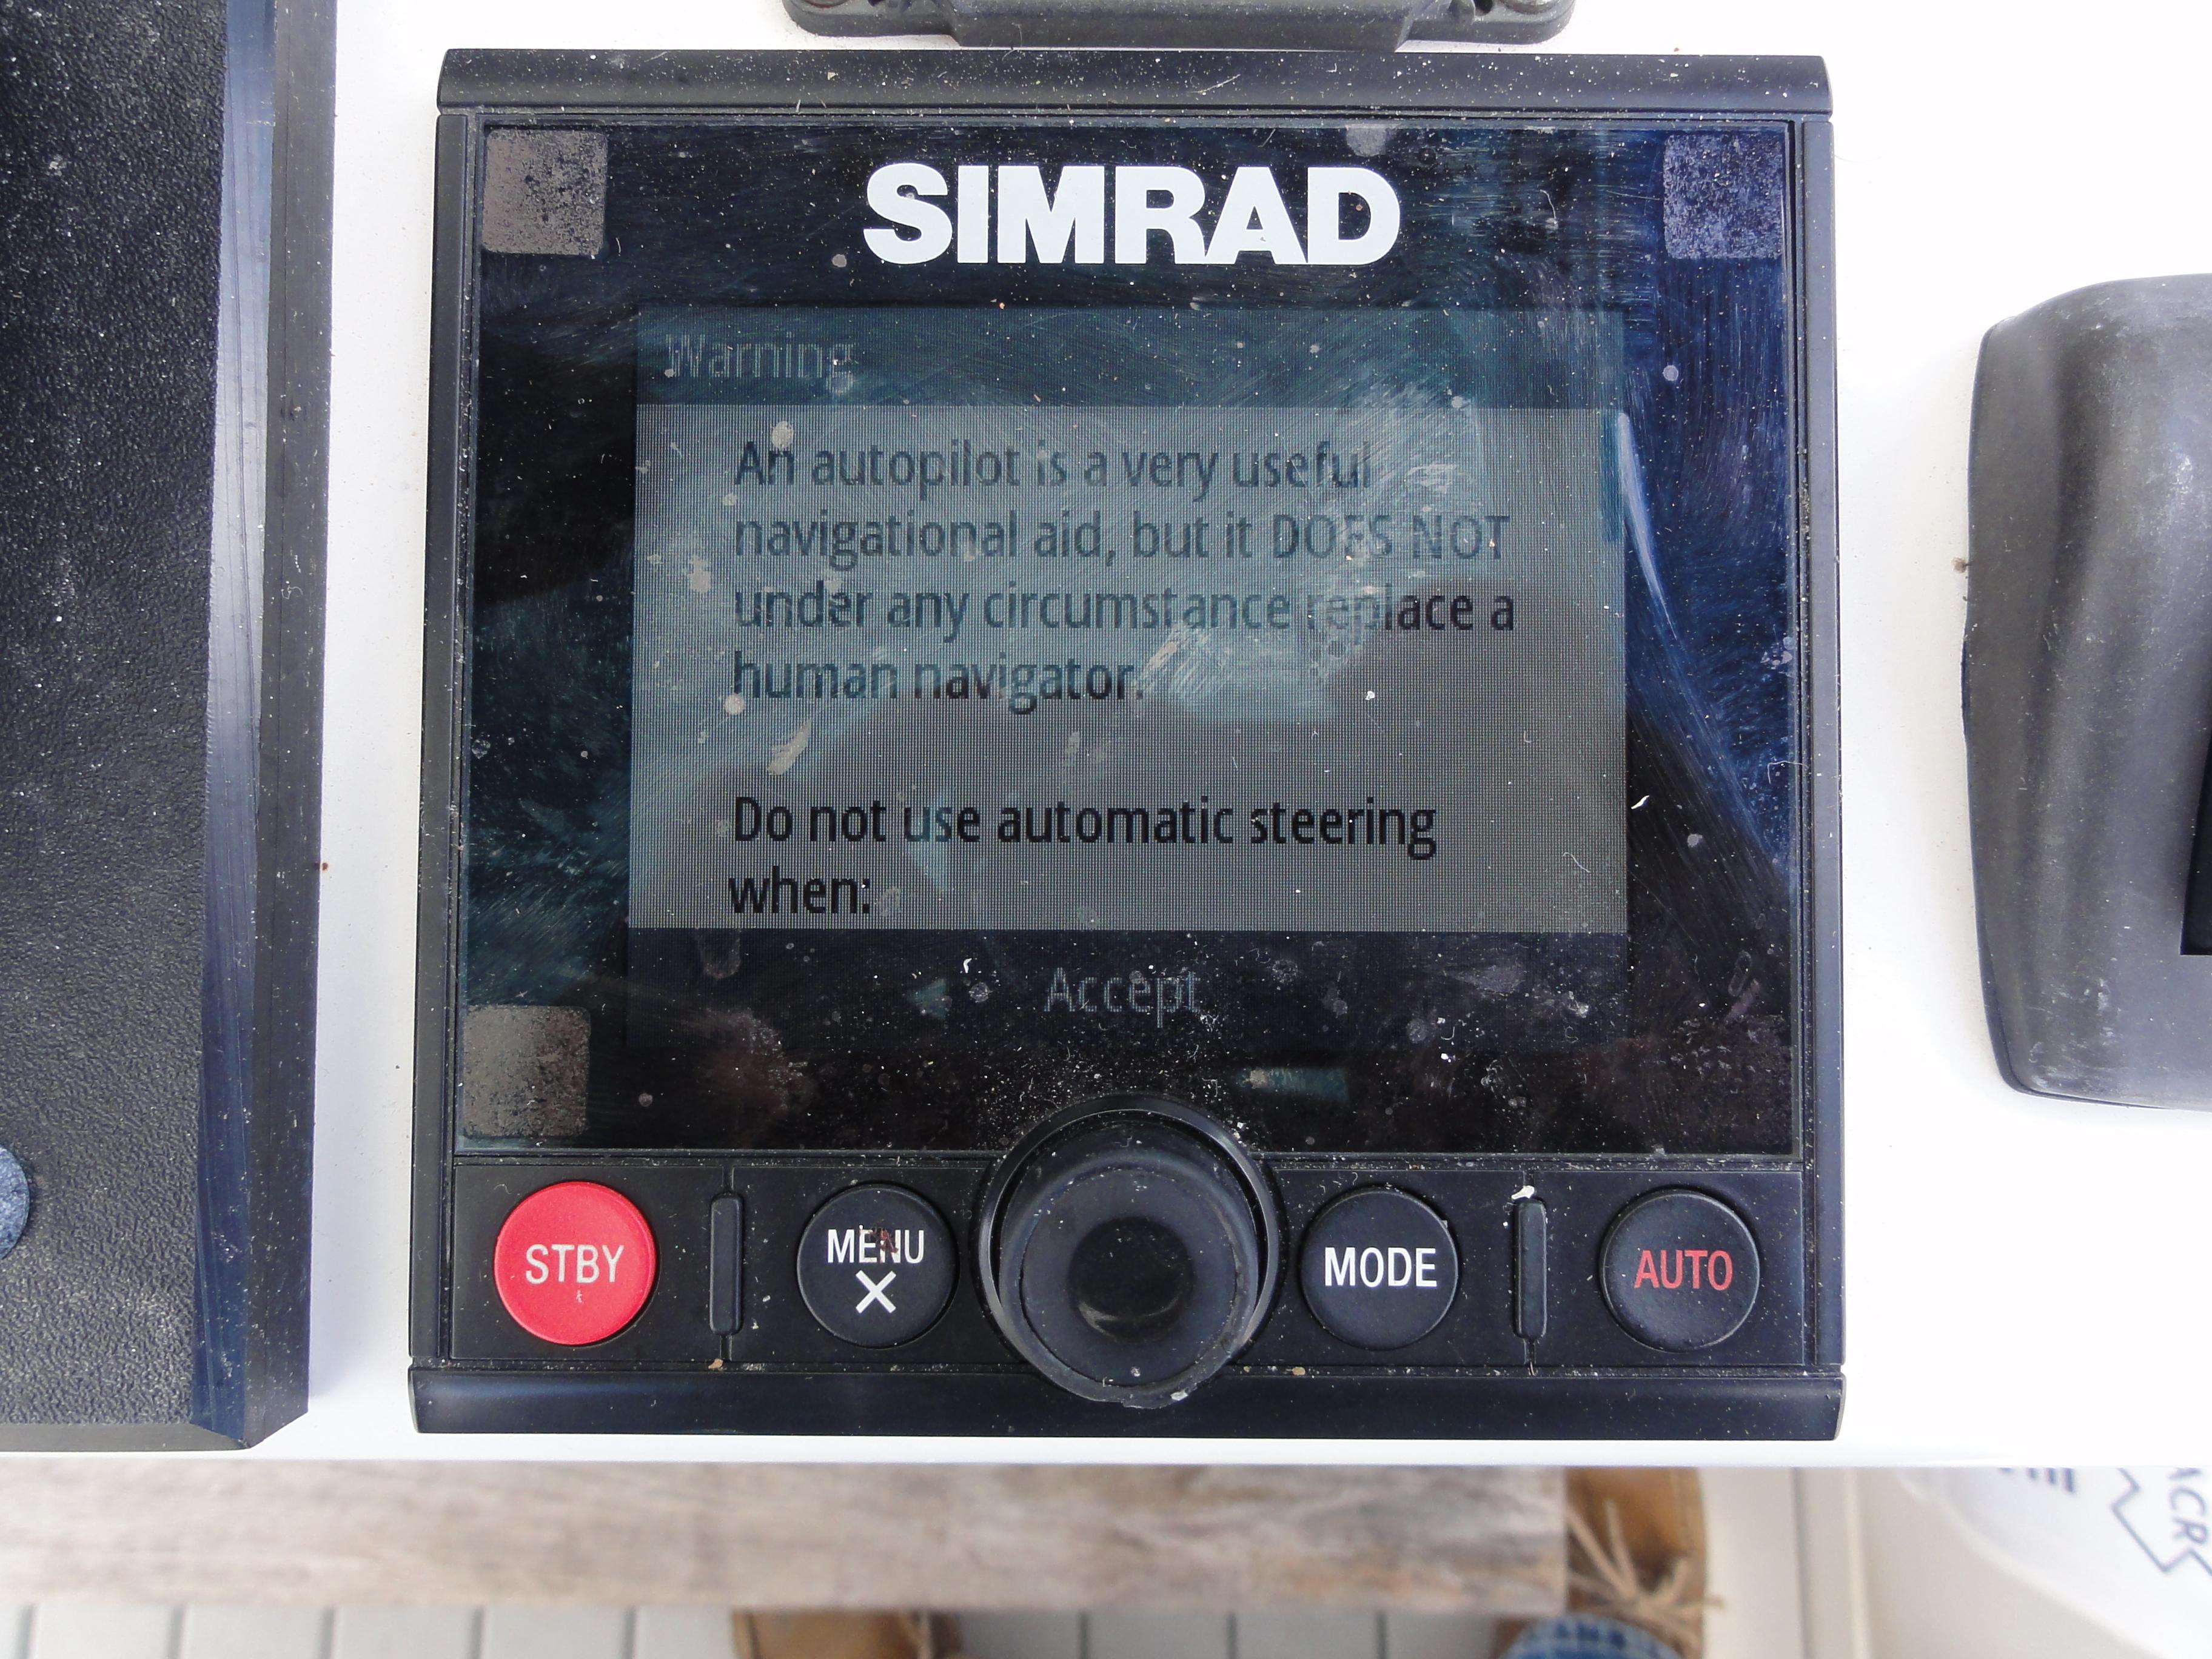 SIMRAD
Warning
An autopilot is a very useful
navigational aid, but it DOES NOT
under any circumstance replace a
human navigator.
Do not use automatic steering
when:
Accept
STBY
MENU
X
MODE
AUTO
ACR